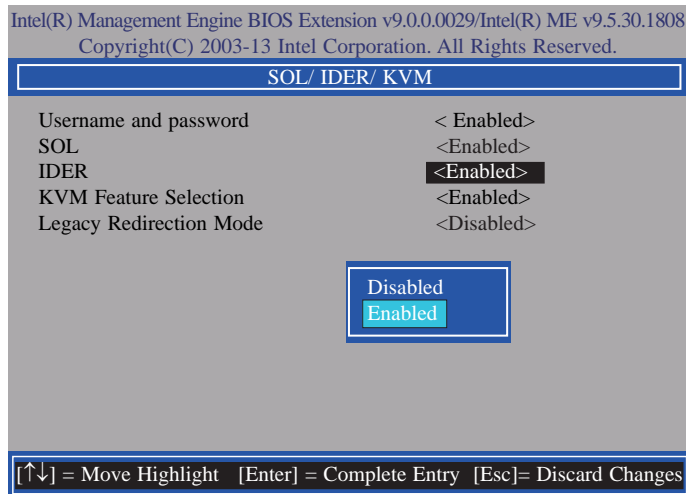 Intel(R) Management Engine BIOS Extension v9.0.0.0029/Intel(R) ME v9.5.30.1808
Copyright(C) 2003-13 Intel Corporation. All Rights Reserved.
SOL/ IDER/ KVM
Username and password < Enabled>
SOL <Enabled>
IDER <Enabled>
KVM Feature Selection <Enabled>
Legacy Redirection Mode <Disabled>
Disabled
Enabled
[↑↓] = Move Highlight [Enter] = Complete Entry [Esc]= Discard Changes